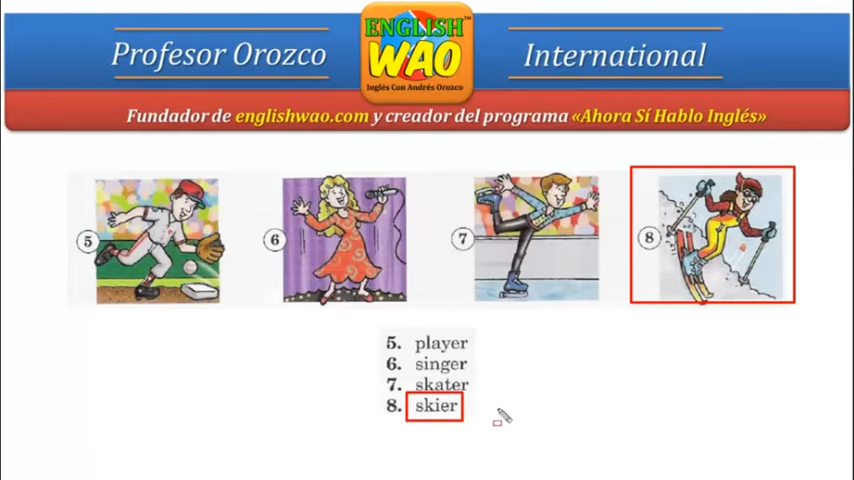 Profesor Orozco
ENGLISH™
WAO
Inglés Con Andrés Orozco
International
Fundador de englishwao.com y creador del programa «Ahora Sí Hablo Inglés»
5
6
7
8
5. player
6. singer
7. skater
8. skier